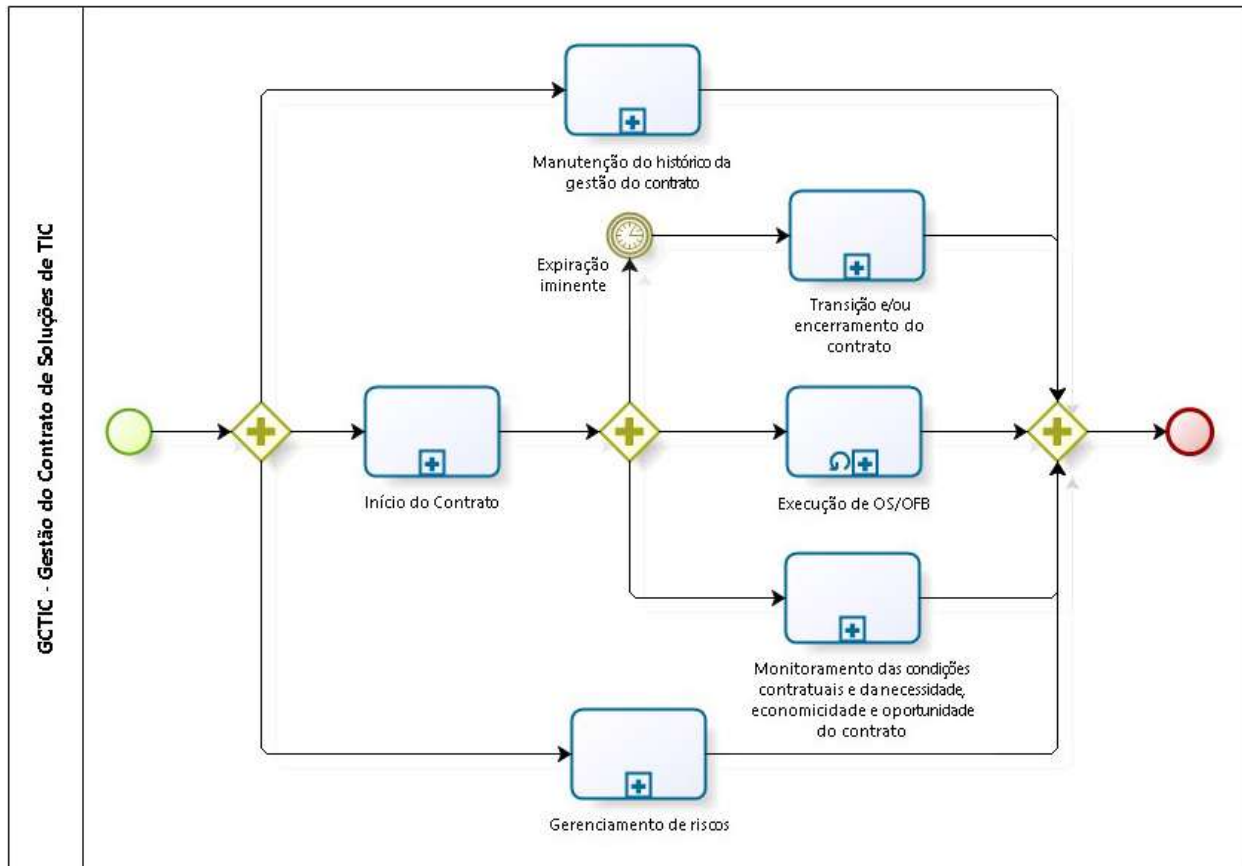 GCTIC - Gestão do Contrato de Soluções de TIC
Manutenção do histórico da
gestão do contrato
Expiração
iminente
Transição e/ou
encerramento do
contrato
Início do Contrato
Execução de OS/OFB
Monitoramento das condições
contratuais e da necessidade,
economicidade e oportunidade
do contrato
Gerenciamento de riscos